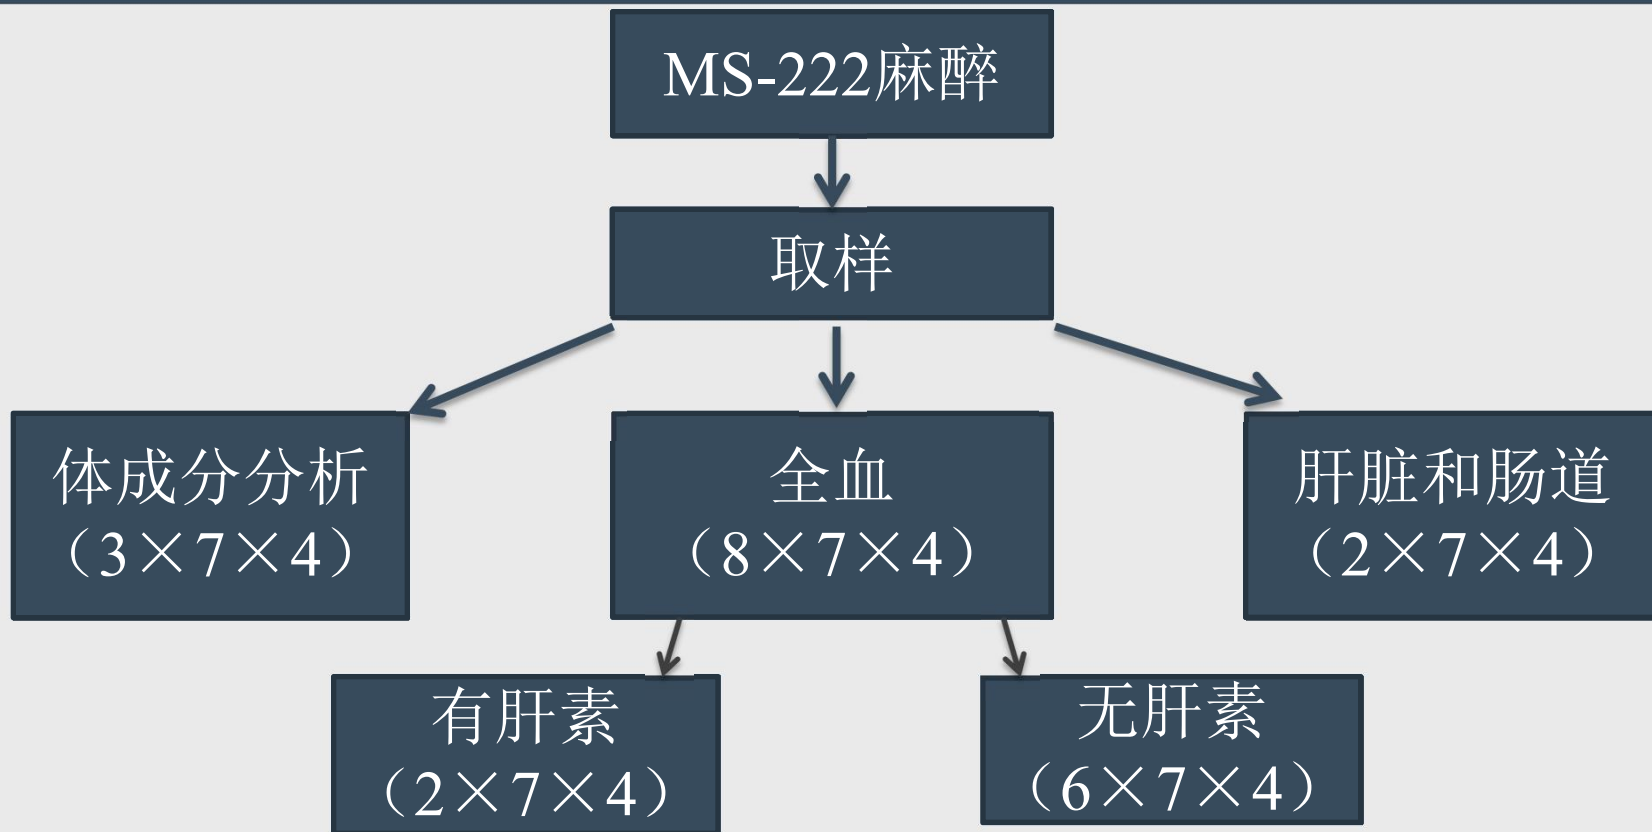 MS-222麻醉
取样
体成分分析
（3×7×4）
全血
（8×7×4）
肝脏和肠道
（2×7×4）
有肝素
（2×7×4）
无肝素
（6×7×4）